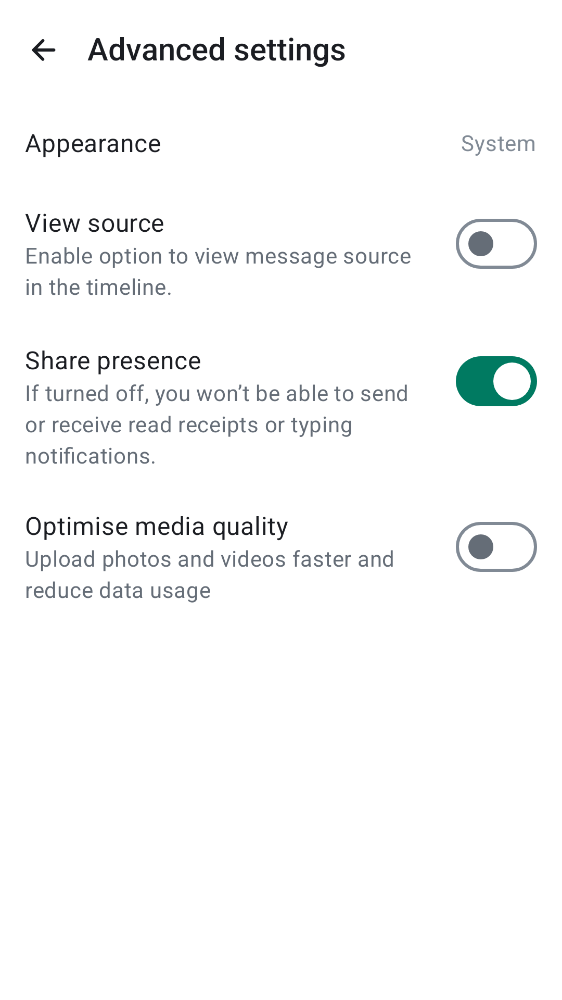 Advanced settings
Appearance
System
View source
Enable option to view message source
in the timeline.
Share presence
If turned off, you won’t be able to send
or receive read receipts or typing
notifications.
Optimise media quality
Upload photos and videos faster and
reduce data usage